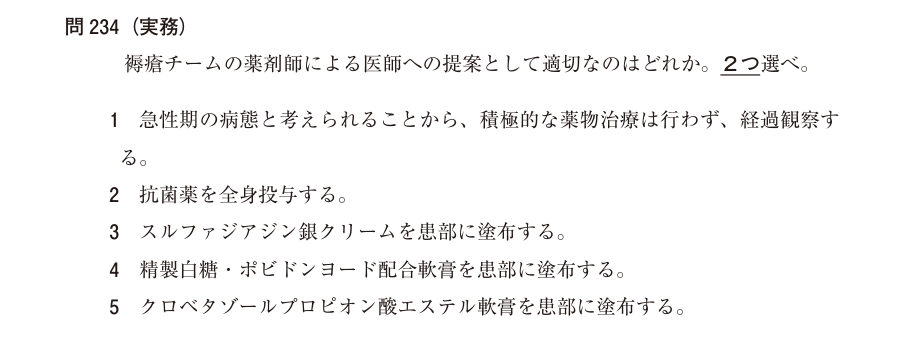 問 234（実務）
褥瘡チームの薬剤師による医師への提案として適切なのはどれか。２つ選べ。
1 急性期の病態と考えられることから、積極的な薬物治療は行わず、経過観察す
る。
2 抗菌薬を全身投与する。
3 スルファジアジン銀クリームを患部に塗布する。
4 精製白糖・ポビドンヨード配合軟膏を患部に塗布する。
5 クロベタゾールプロピオン酸エステル軟膏を患部に塗布する。